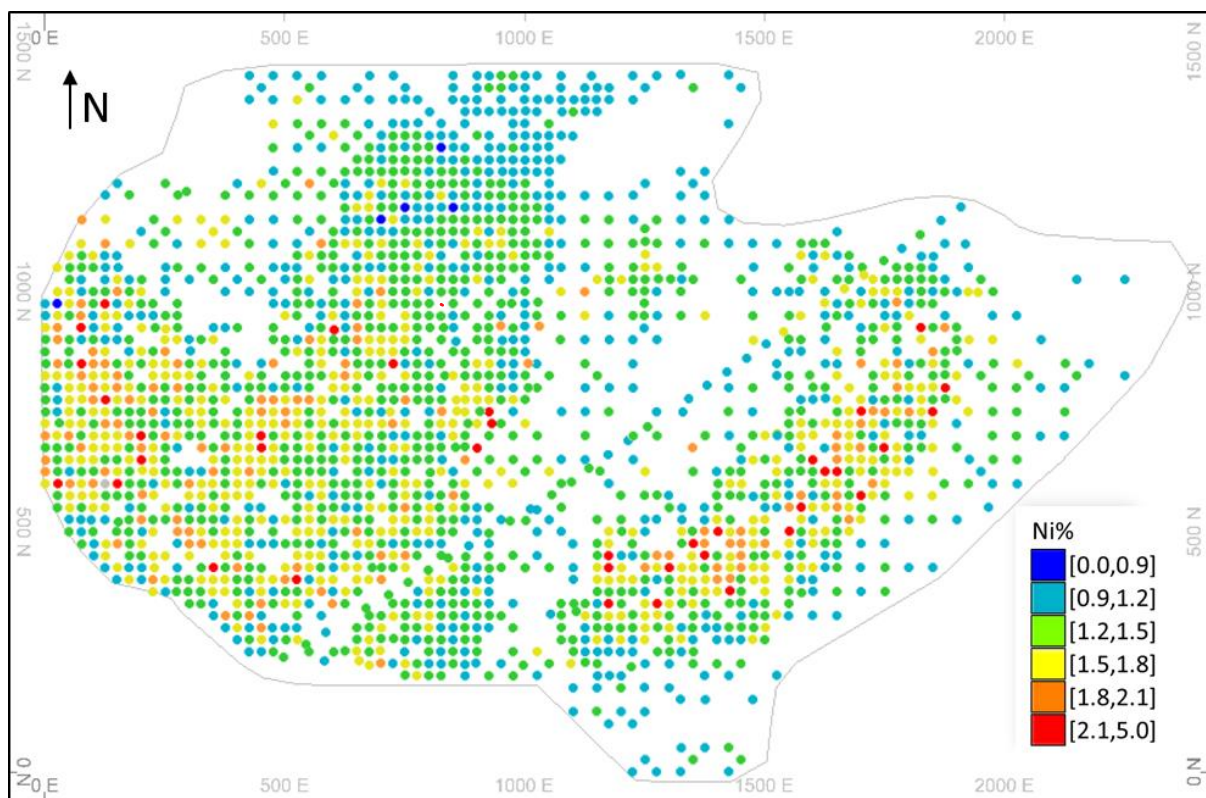 0 E 500 E 1000 E 1500 E 2000 E
1500 N
1500 N
N
1000 N
1000 N
500 N
500 N
Ni%
[0.0,0.9]
[0.9,1.2]
[1.2,1.5]
[1.5,1.8]
[1.8,2.1]
[2.1,5.0]
0 N
0 N
0 E 500 E 1000 E 1500 E 2000 E